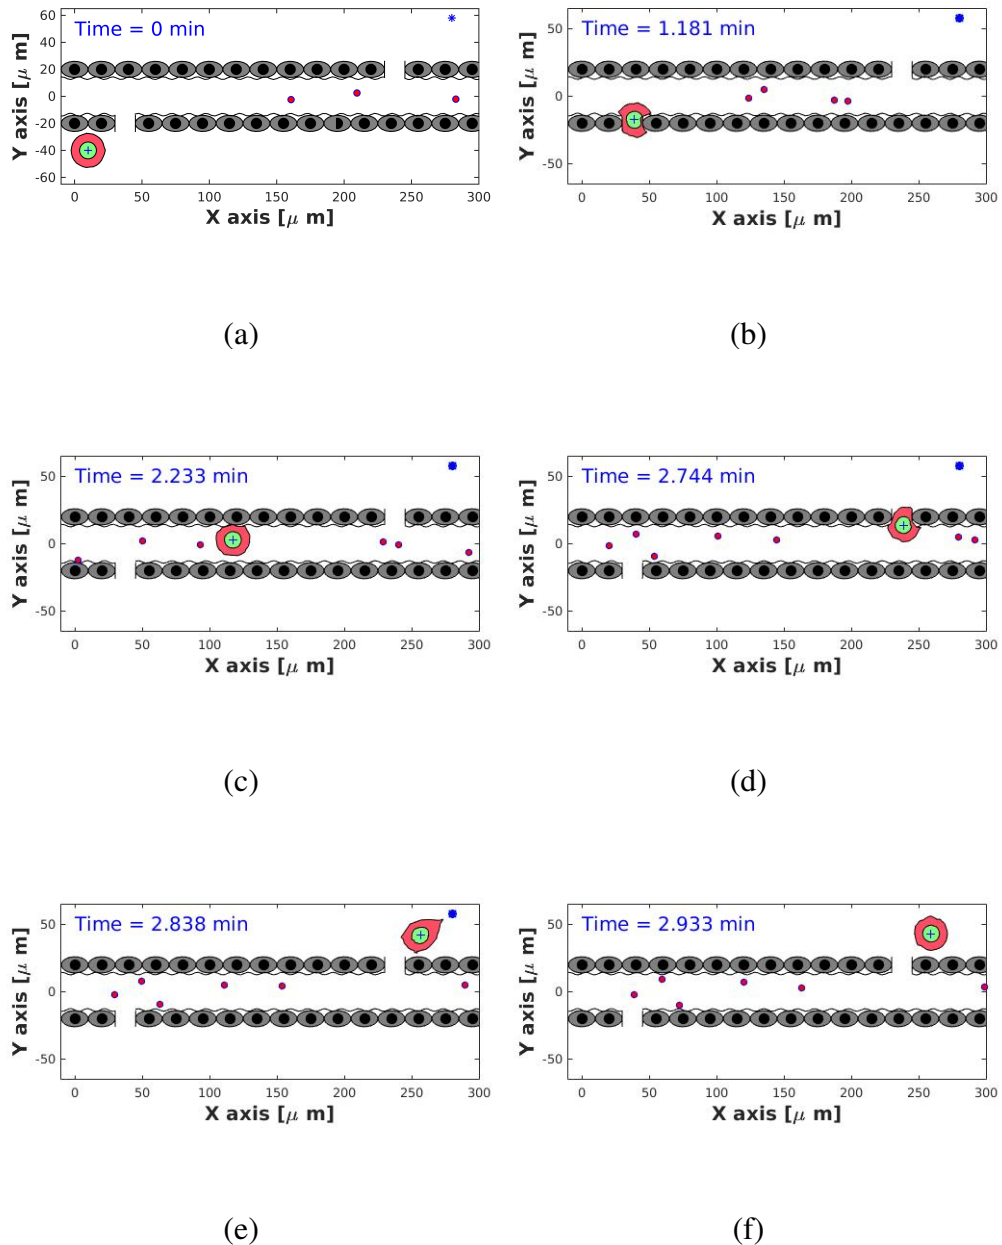 Time = 0 min
60
40
20
0
-20
-40
-60
Y axis [μ m]
0 50 100 150 200 250 300
X axis [μ m]
(a)
Time = 1.181 min
50
0
-50
Y axis [μ m]
0 50 100 150 200 250 300
X axis [μ m]
(b)
Time = 2.233 min
50
0
-50
Y axis [μ m]
0 50 100 150 200 250 300
X axis [μ m]
(c)
Time = 2.744 min
50
0
-50
Y axis [μ m]
0 50 100 150 200 250 300
X axis [μ m]
(d)
Time = 2.838 min
50
0
-50
Y axis [μ m]
0 50 100 150 200 250 300
X axis [μ m]
(e)
Time = 2.933 min
50
0
-50
Y axis [μ m]
0 50 100 150 200 250 300
X axis [μ m]
(f)